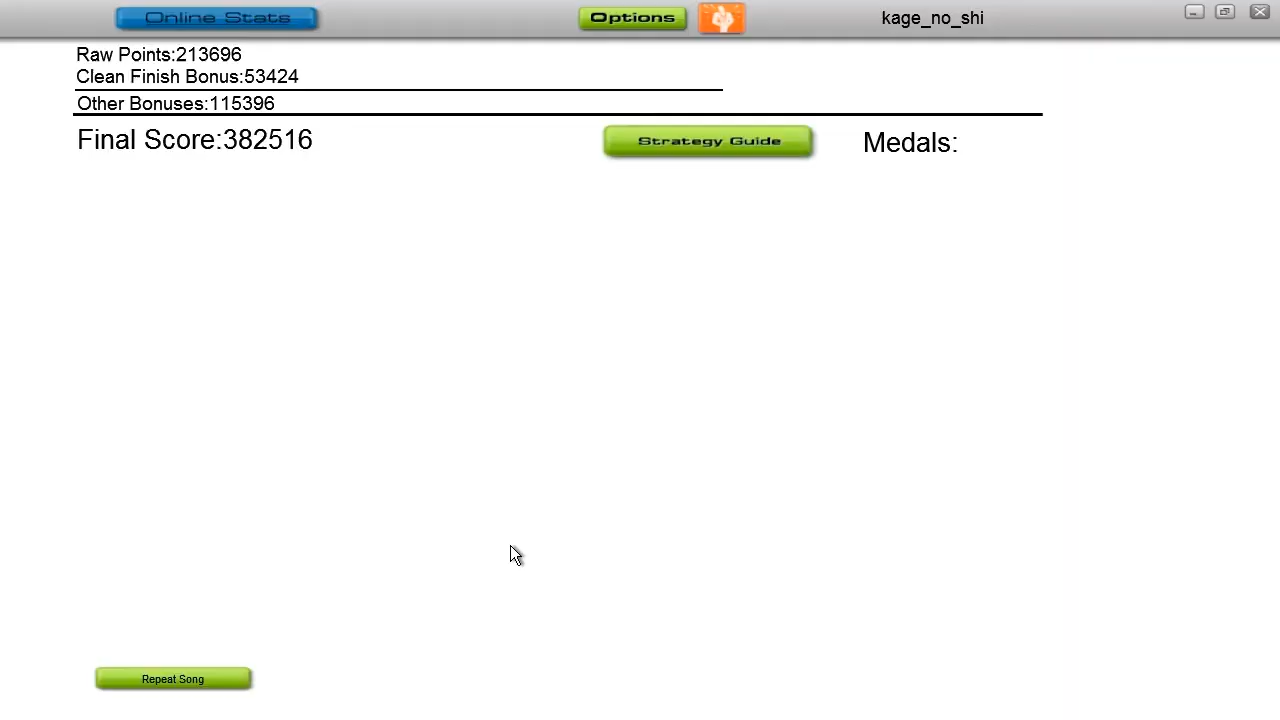 Online Stats
Options
kage_no_shi
Raw Points:213696
Clean Finish Bonus:53424
Other Bonuses:115396
Final Score:382516
Strategy Guide
Medals:
Repeat Song